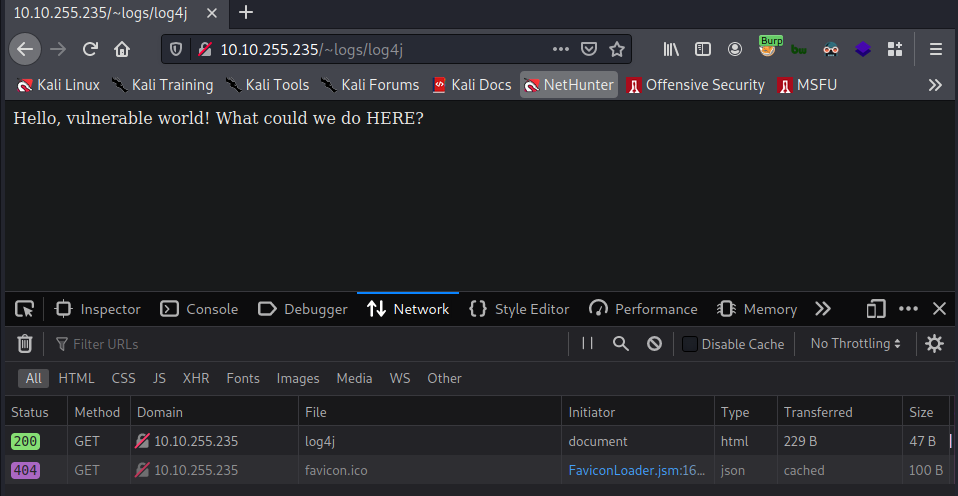 10.10.255.235/~logs/log4j
10.10.255.235/~logs/log4j
Burp
Kali Linux Kali Training Kali Tools Kali Forums Kali Docs NetHunter Offensive Security MSFU
Hello, vulnerable world! What could we do HERE?
Inspector Console Debugger Network Style Editor Performance Memory
Filter URLs Disable Cache No Throttling
All HTML CSS JS XHR Fonts Images Media WS Other
Status Method Domain File Initiator Type Transferred Size
200 GET 10.10.255.235 log4j document html 229 B 47 B
404 GET 10.10.255.235 favicon.ico FaviconLoader.jsm:16… json cached 100 B